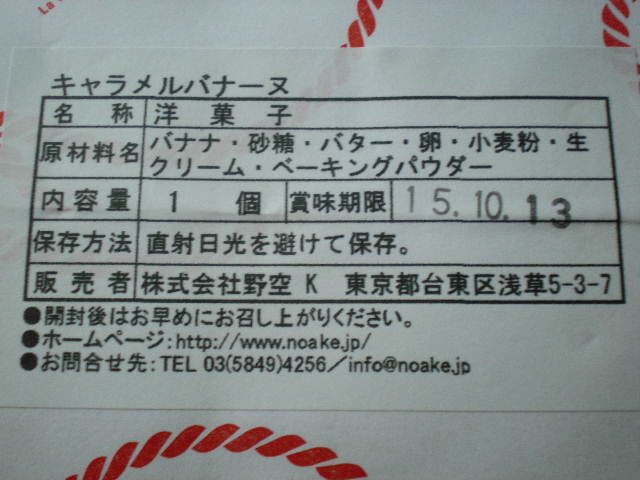 La
キャラメルバナーヌ
名 称 洋 菓 子
原材料名 バナナ・砂糖・バター・卵・小麦粉・生
クリーム・ベーキングパウダー
内容量 1 個 賞味期限 15.10.13
保存方法 直射日光を避けて保存。
販 売 者 株式会社野空 K 東京都台東区浅草5-3-7
●開封後はお早めにお召し上がりください。
●ホームページ:http://www.noake.jp/
●お問合せ先:TEL 03(5849)4256/info@noake.jp